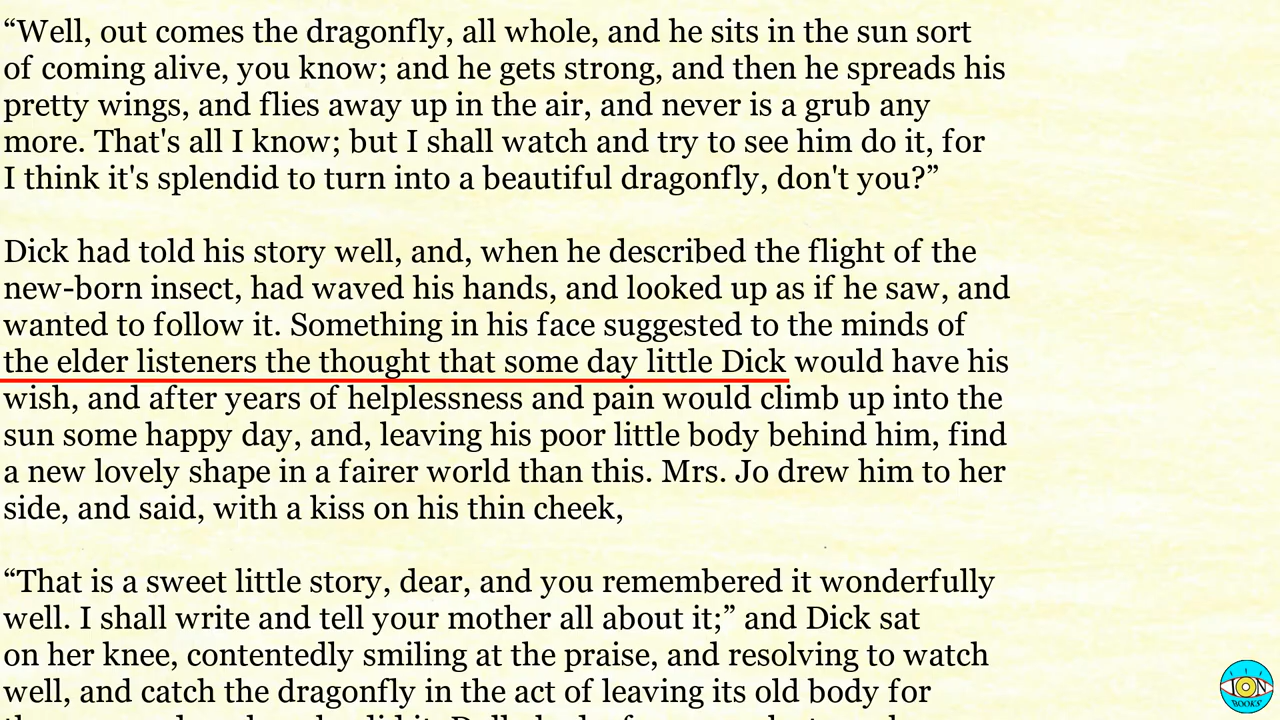 “Well, out comes the dragonfly, all whole, and he sits in the sun sort
of coming alive, you know; and he gets strong, and then he spreads his
pretty wings, and flies away up in the air, and never is a grub any
more. That's all I know; but I shall watch and try to see him do it, for
I think it's splendid to turn into a beautiful dragonfly, don't you?”
Dick had told his story well, and, when he described the flight of the
new-born insect, had waved his hands, and looked up as if he saw, and
wanted to follow it. Something in his face suggested to the minds of
the elder listeners the thought that some day little Dick would have his
wish, and after years of helplessness and pain would climb up into the
sun some happy day, and, leaving his poor little body behind him, find
a new lovely shape in a fairer world than this. Mrs. Jo drew him to her
side, and said, with a kiss on his thin cheek,
“That is a sweet little story, dear, and you remembered it wonderfully
well. I shall write and tell your mother all about it;” and Dick sat
on her knee, contentedly smiling at the praise, and resolving to watch
well, and catch the dragonfly in the act of leaving its old body for
ION
BOOKS